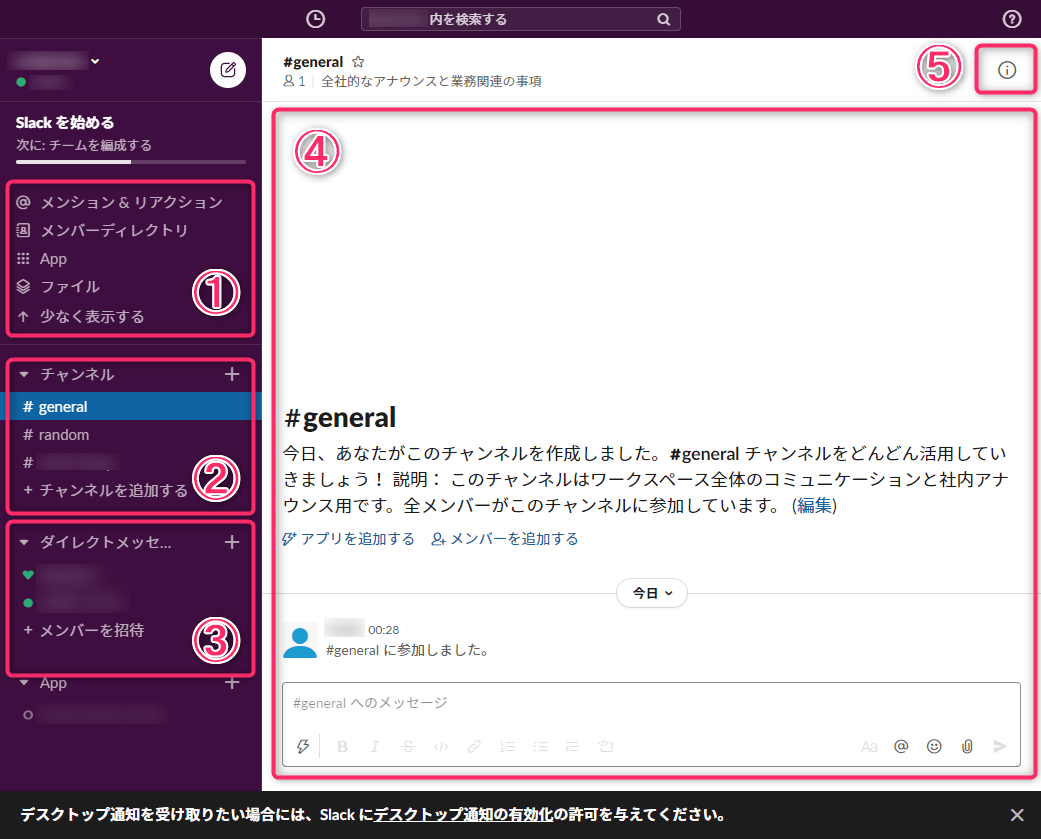 内を検索する
#general
1 全社的なアナウンスと業務関連の事項
⑤
Slack を始める
次に: チームを編成する
メンション & リアクション
メンバーディレクトリ
App
ファイル
少なく表示する
①
チャンネル
# general
# random
#
+ チャンネルを追加する
②
ダイレクトメッセ...
+ メンバーを招待
③
App
④
#general
今日、あなたがこのチャンネルを作成しました。#general チャンネルをどんどん活用してい
きましょう！ 説明： このチャンネルはワークスペース全体のコミュニケーションと社内アナ
ウンス用です。全メンバーがこのチャンネルに参加しています。 (編集)
アプリを追加する メンバーを追加する
今日
00:28
#general に参加しました。
#general へのメッセージ
B I S </> Aa @
デスクトップ通知を受け取りたい場合には、Slack にデスクトップ通知の有効化の許可を与えてください。